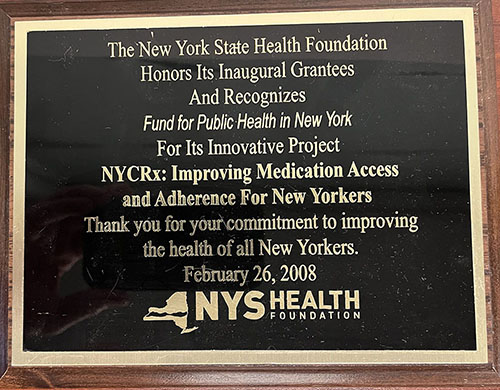 The New York State Health Foundation
Honors Its Inaugural Grantees
And Recognizes
Fund for Public Health in New York
For Its Innovative Project
NYCRx: Improving Medication Access
and Adherence For New Yorkers
Thank you for your commitment to improving
the health of all New Yorkers.
February 26, 2008
NYS HEALTH
FOUNDATION